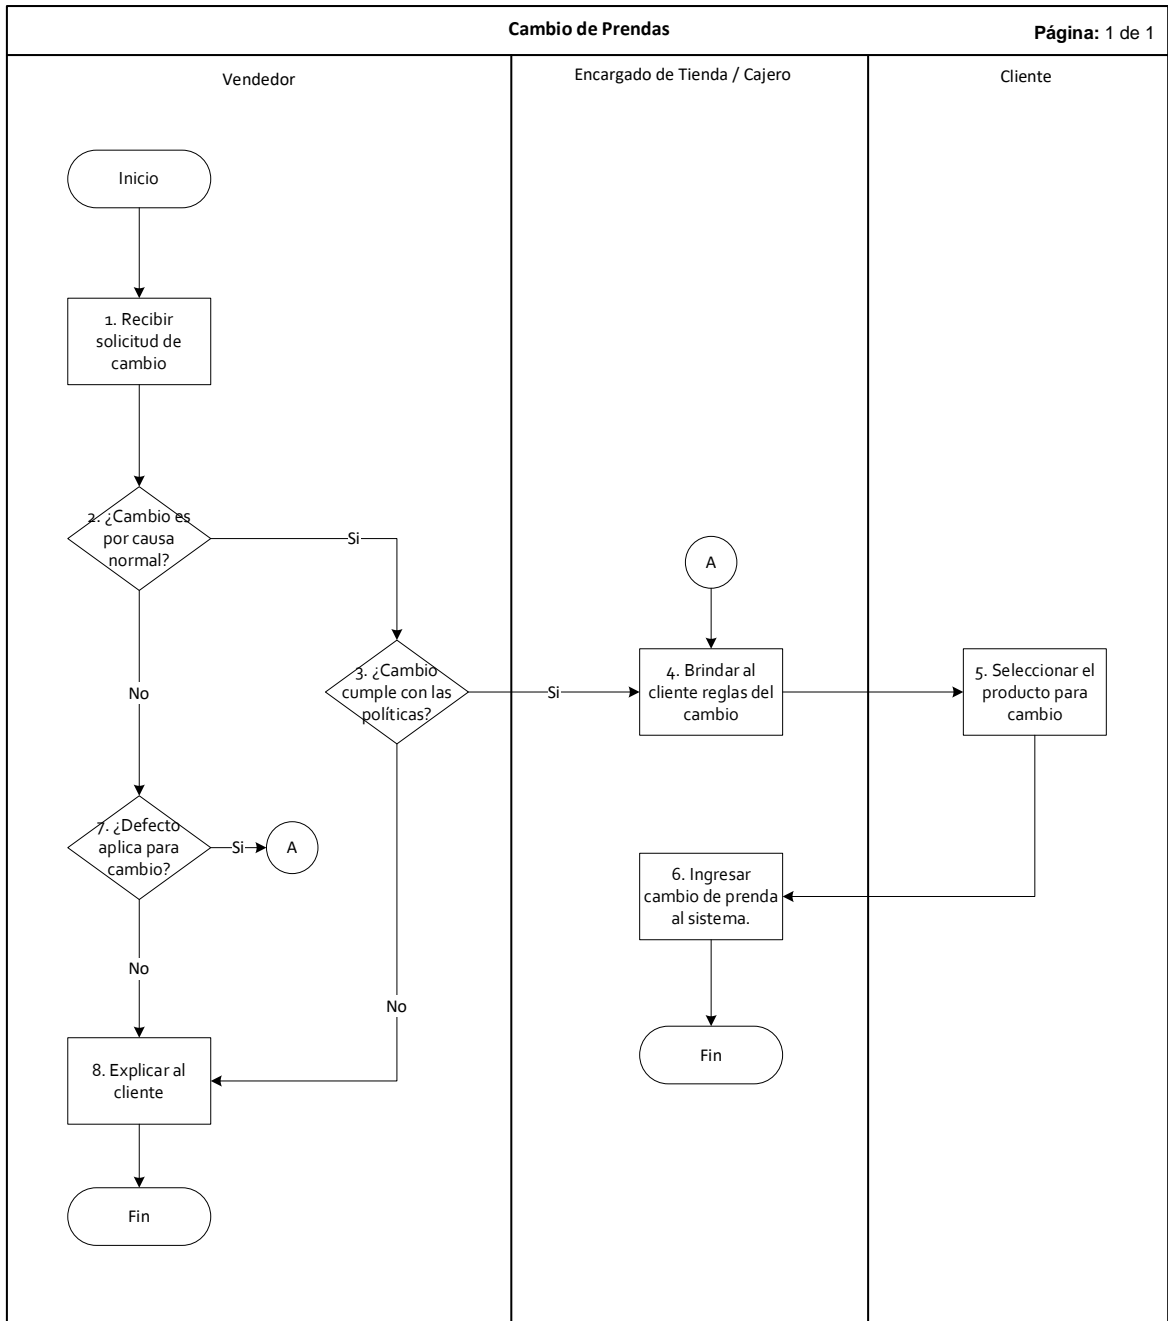 Cambio de Prendas
Página: 1 de 1
Vendedor
Encargado de Tienda / Cajero
Cliente
Inicio
1. Recibir
solicitud de
cambio
2. ¿Cambio es
por causa
normal?
Si
No
3. ¿Cambio
cumple con las
políticas?
Si
A
4. Brindar al
cliente reglas del
cambio
5. Seleccionar el
producto para
cambio
7. ¿Defecto
aplica para
cambio?
Si
A
6. Ingresar
cambio de prenda
al sistema.
No
No
8. Explicar al
cliente
Fin
Fin